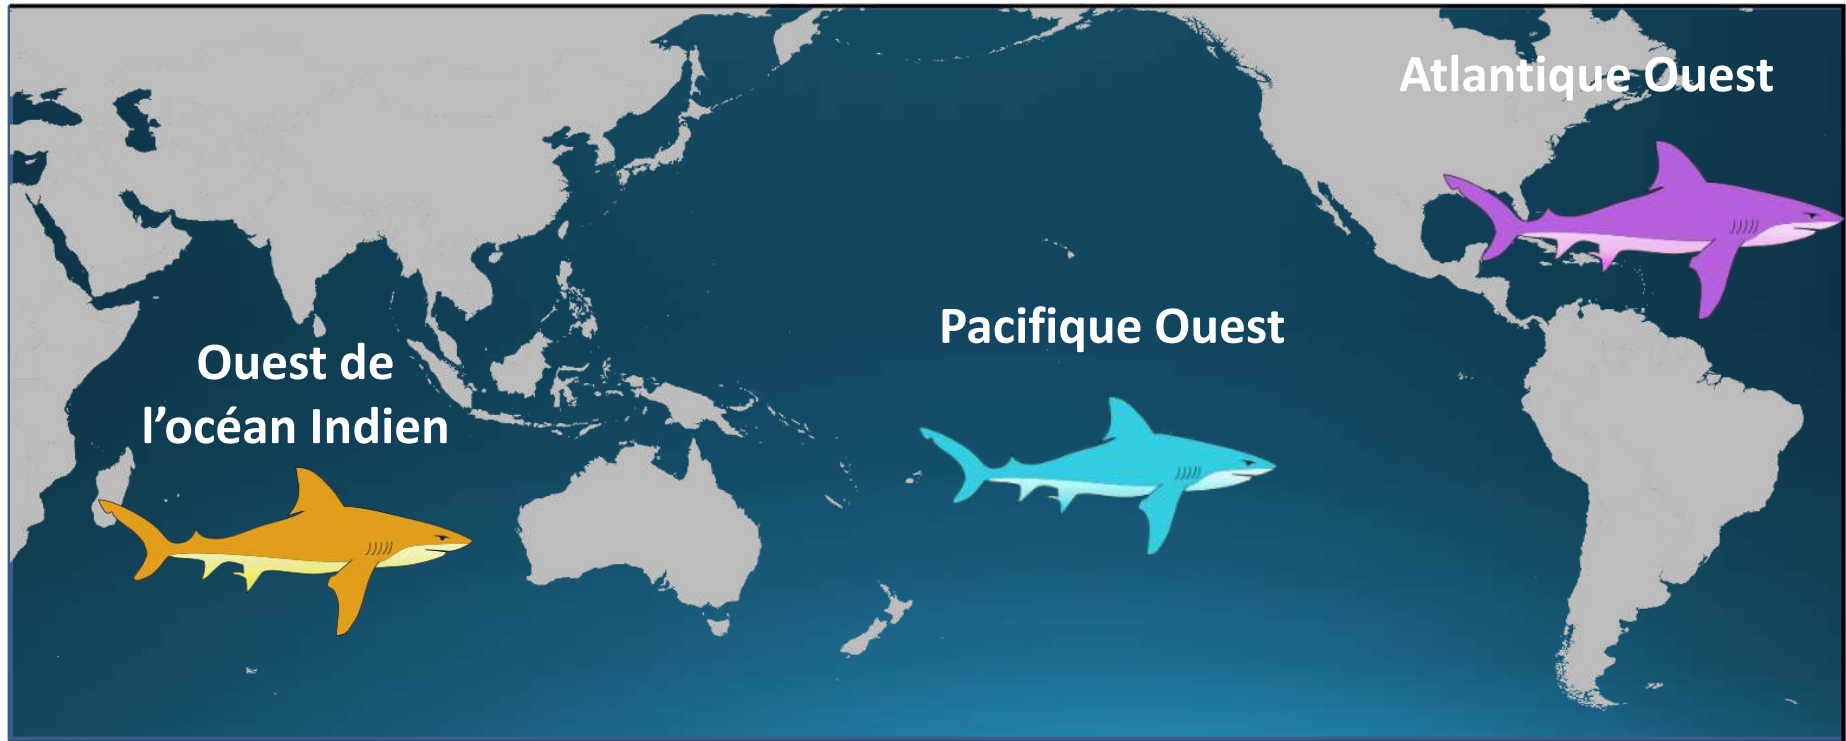 Atlantique Ouest
Pacifique Ouest
Ouest de
l’océan Indien